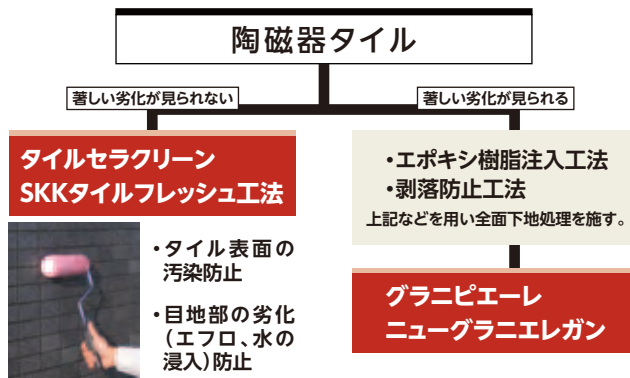 陶磁器タイル
著しい劣化が見られない
著しい劣化が見られる
タイルセラクリーン
SKKタイルフレッシュ工法
・タイル表面の
汚染防止
・目地部の劣化
(エフロ、水の
浸入)防止
・エポキシ樹脂注入工法
・剥落防止工法
上記などを用い全面下地処理を施す。
グラニピエーレ
ニューグラニエレガン